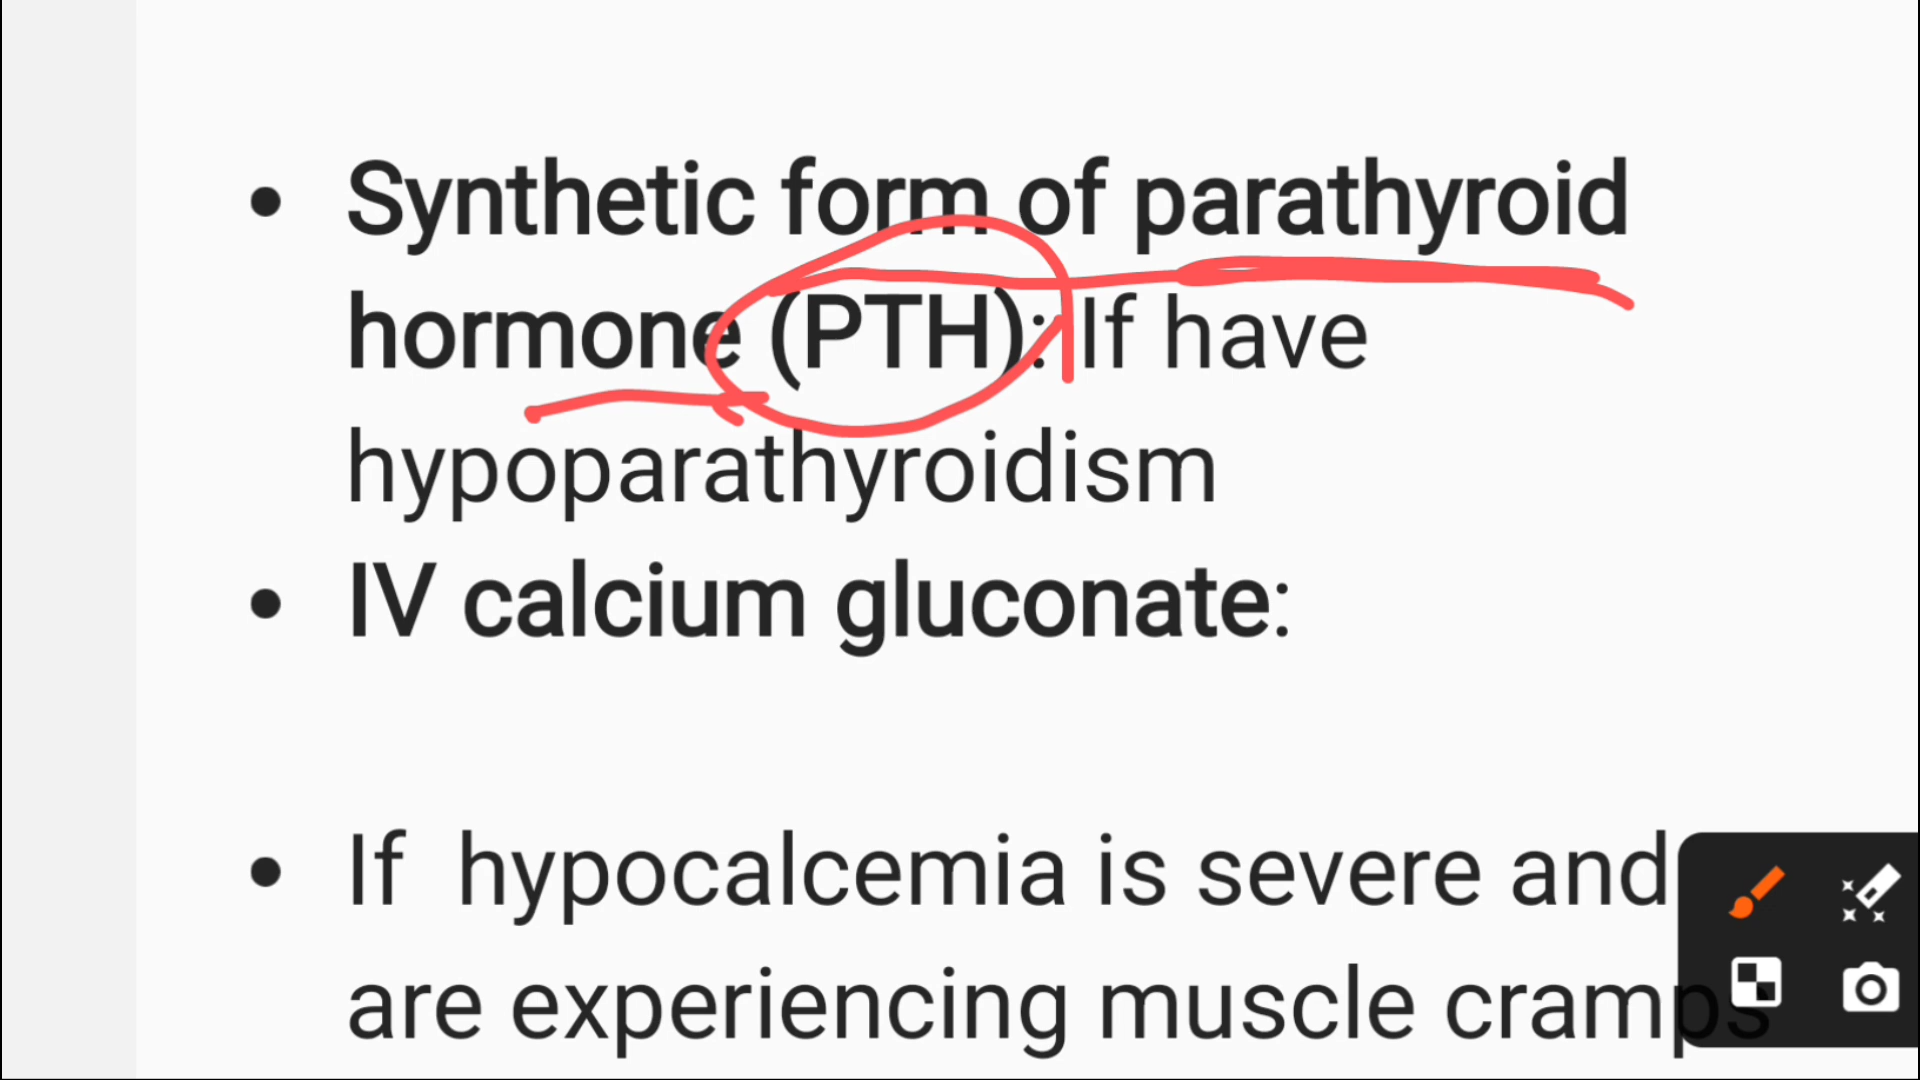 • Synthetic form of parathyroid
hormone (PTH): If have
hypoparathyroidism
• IV calcium gluconate:
• If hypocalcemia is severe and
are experiencing muscle cramps